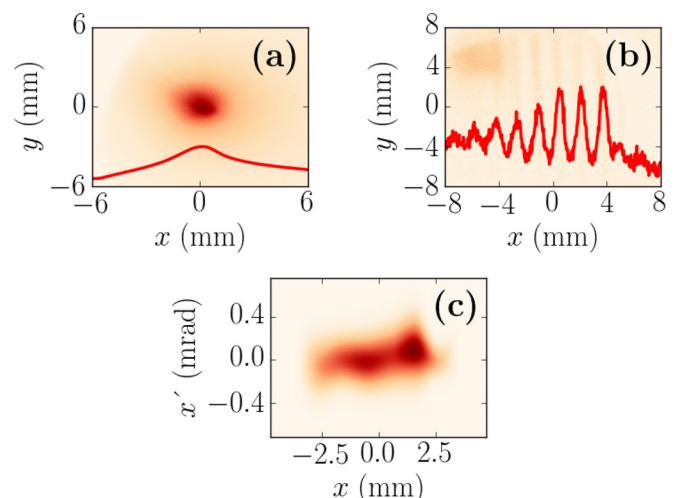 (a)
y (mm)
6
0
−6
−6 0 6
x (mm)
(b)
y (mm)
8
4
0
−4
−8
−8 −4 0 4 8
x (mm)
(c)
x´ (mrad)
0.4
0.0
−0.4
−2.5 0.0 2.5
x (mm)